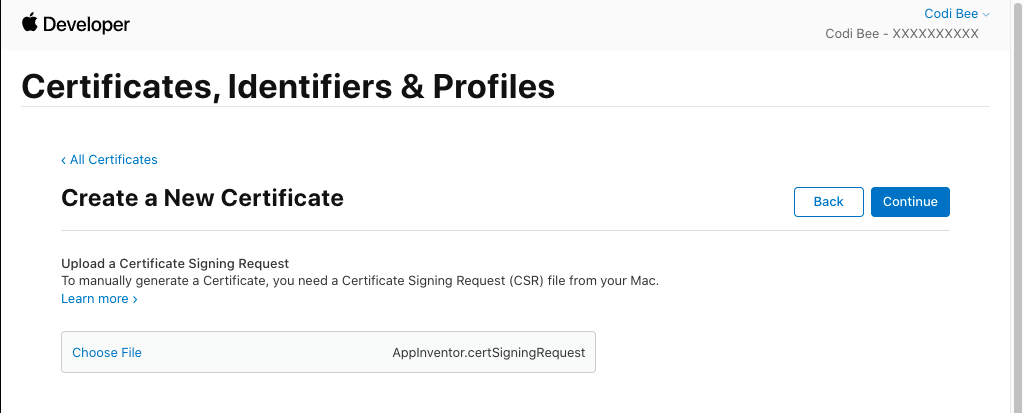 Developer
Codi Bee
Codi Bee - XXXXXXXXXX
Certificates, Identifiers & Profiles
‹ All Certificates
Create a New Certificate
Back
Continue
Upload a Certificate Signing Request
To manually generate a Certificate, you need a Certificate Signing Request (CSR) file from your Mac.
Learn more ›
Choose File
AppInventor.certSigningRequest